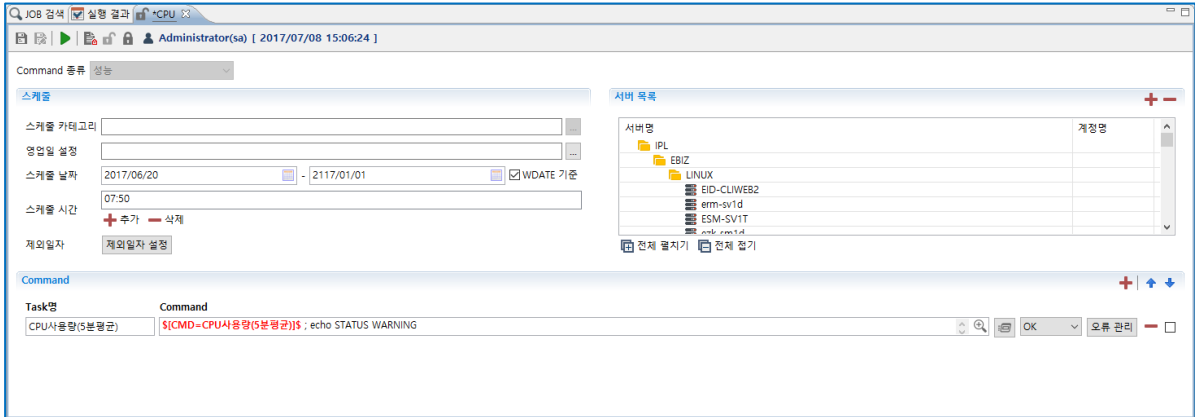 JOB 검색 실행 결과 *CPU
Administrator(sa) [ 2017/07/08 15:06:24 ]
Command 종류 성능
스케줄
스케줄 카테고리 ...
영업일 설정 ...
스케줄 날짜 2017/06/20 - 2117/01/01 WDATE 기준
스케줄 시간 07:50
추가 삭제
제외일자 제외일자 설정
서버 목록
서버명 계정명
IPL
EBIZ
LINUX
EID-CLIWEB2
erm-sv1d
ESM-SV1T
ezk-cm1d
전체 펼치기 전체 접기
Command
Task명 Command
CPU사용량(5분평균) $[CMD=CPU사용량(5분평균)]$ ; echo STATUS WARNING OK 오류 관리